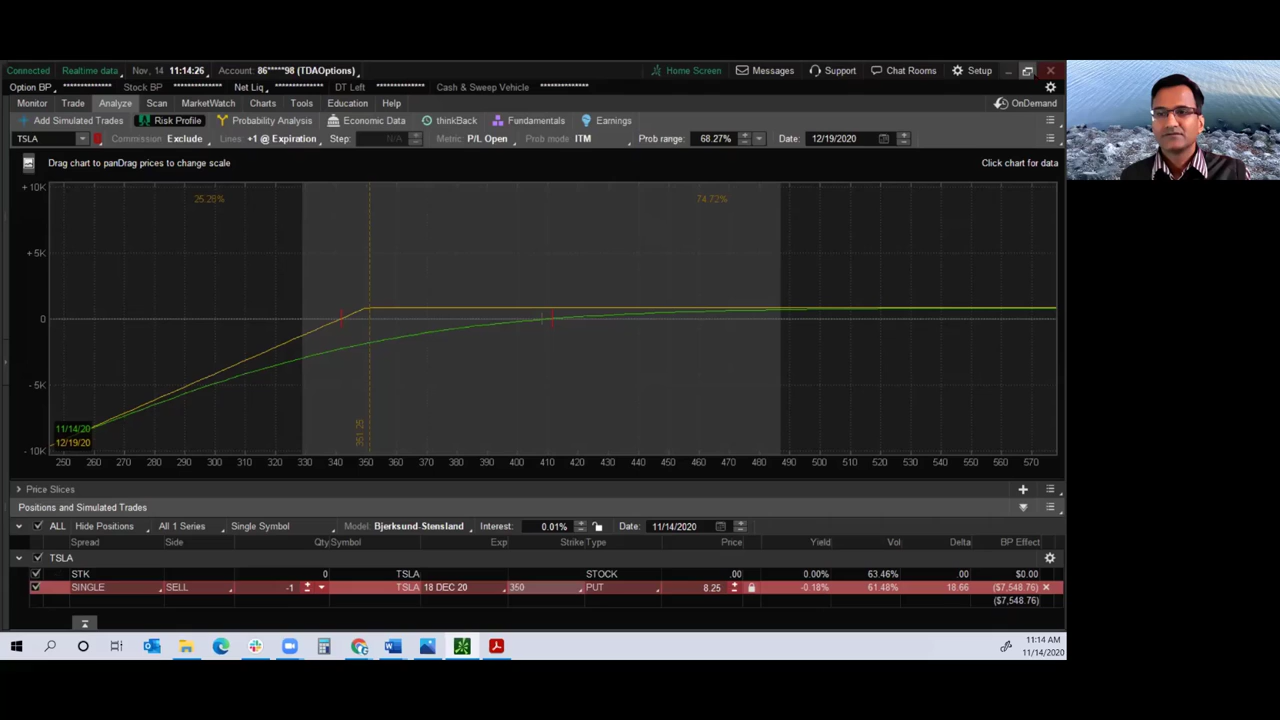 Connected Realtime data Nov, 14 11:14:26 Account: 86*****98 (TDAOptions) Home Screen Messages Support Chat Rooms Setup
Option BP ************** Stock BP ************** Net Liq ************** DT Left ************** Cash & Sweep Vehicle **************
Monitor Trade Analyze Scan MarketWatch Charts Tools Education Help OnDemand
Add Simulated Trades Risk Profile Probability Analysis Economic Data thinkBack Fundamentals Earnings
TSLA Commission Exclude Lines +1 @ Expiration Step: N/A Metric P/L Open Prob mode ITM Prob range: 68.27% Date: 12/19/2020
Drag chart to panDrag prices to change scale Click chart for data
+10K
25.28% 74.72%
+5K
0
-5K
351.28
11/14/20
12/19/20
-10K
250 260 270 280 290 300 310 320 330 340 350 360 370 380 390 400 410 420 430 440 450 460 470 480 490 500 510 520 530 540 550 560 570
Price Slices
Positions and Simulated Trades
ALL Hide Positions All 1 Series Single Symbol Model: Bjerksund-Stensland Interest: 0.01% Date: 11/14/2020
Spread Side Qty Symbol Exp Strike Type Price Yield Vol Delta BP Effect
TSLA
STK 0 TSLA STOCK .00 0.00% 63.46% .00 $0.00
SINGLE SELL -1 TSLA 18 DEC 20 350 PUT 8.25 -0.18% 61.48% 18.66 ($7,548.76)
($7,548.76)
11:14 AM
11/14/2020